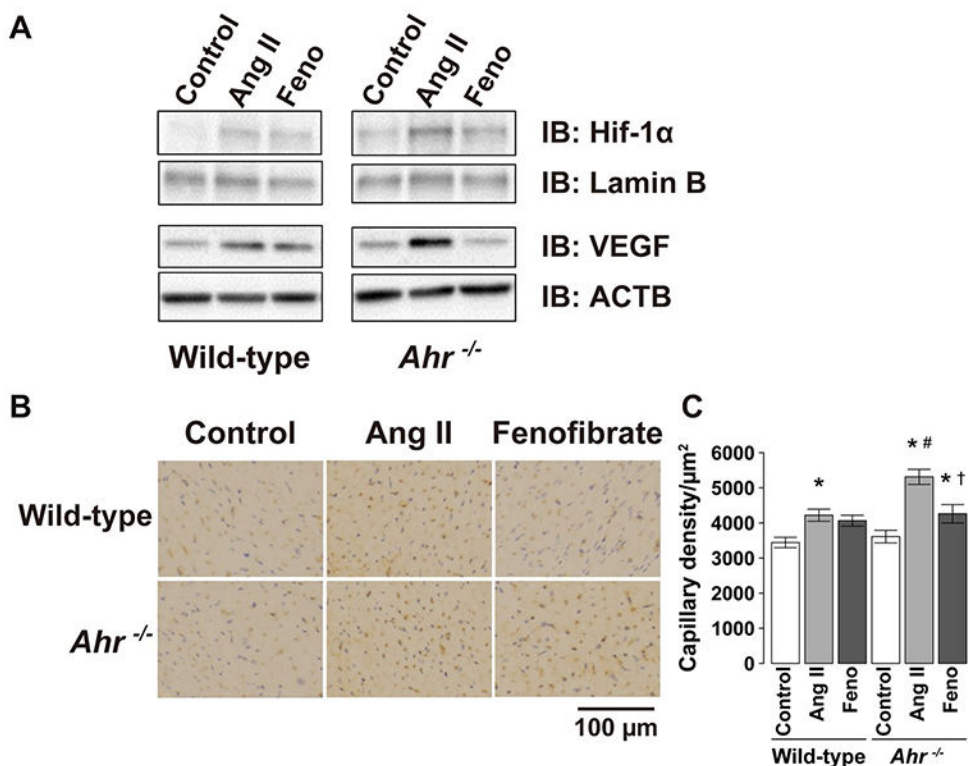 A
Control Ang II Feno Control Ang II Feno
IB: Hif-1α
IB: Lamin B
IB: VEGF
IB: ACTB
Wild-type Ahr -/-
B
Control Ang II Fenofibrate
Wild-type
Ahr -/-
100 µm
C
Capillary density/µm²
6000
5000
4000
3000
2000
1000
0
* * # * †
Control Ang II Feno Control Ang II Feno
Wild-type Ahr -/-